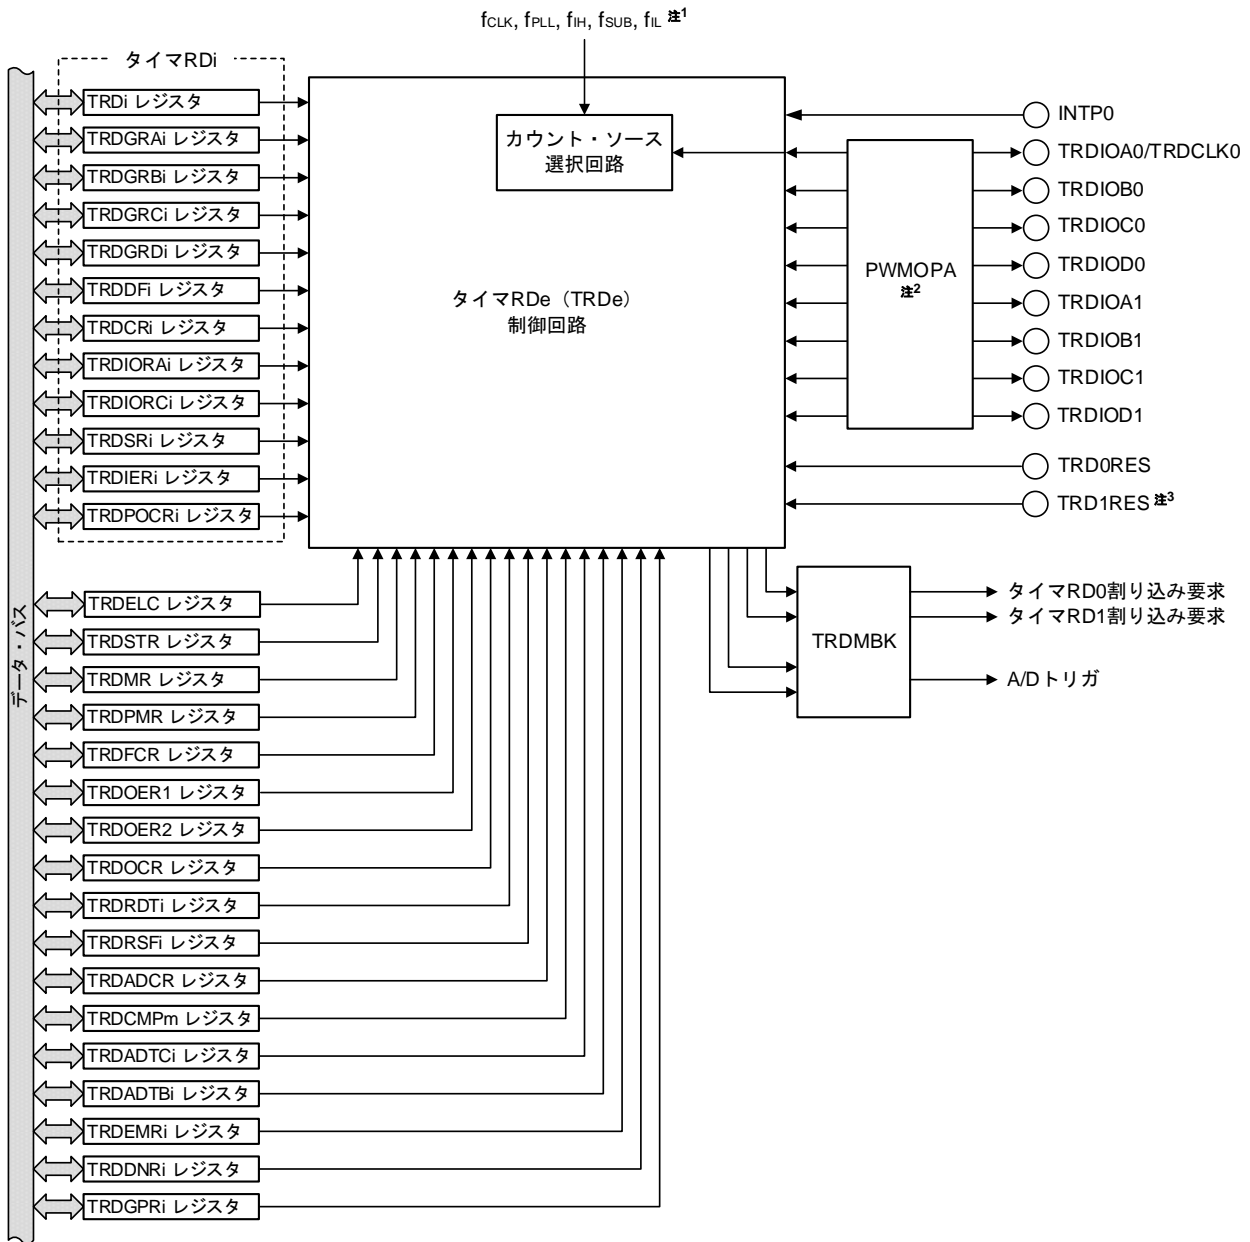 fCLK, fPLL, fIH, fSUB, fIL 注1
タイマRDi
TRDi レジスタ
TRDGRAi レジスタ
TRDGRBi レジスタ
TRDGRCi レジスタ
TRDGRDi レジスタ
TRDDFi レジスタ
TRDCRi レジスタ
TRDIORAi レジスタ
TRDIORCi レジスタ
TRDSRi レジスタ
TRDIERi レジスタ
TRDPOCRi レジスタ
カウント・ソース
選択回路
タイマRDe（TRDe）
制御回路
PWMOPA
注2
INTP0
TRDIOA0/TRDCLK0
TRDIOB0
TRDIOC0
TRDIOD0
TRDIOA1
TRDIOB1
TRDIOC1
TRDIOD1
TRD0RES
TRD1RES 注3
データ・バス
TRDELC レジスタ
TRDSTR レジスタ
TRDMR レジスタ
TRDPMR レジスタ
TRDFCR レジスタ
TRDOER1 レジスタ
TRDOER2 レジスタ
TRDOCR レジスタ
TRDRDTi レジスタ
TRDRSFi レジスタ
TRDADCR レジスタ
TRDCMPm レジスタ
TRDADTCi レジスタ
TRDADTBi レジスタ
TRDEMRi レジスタ
TRDDNRi レジスタ
TRDGPRi レジスタ
TRDMBK
タイマRD0割り込み要求
タイマRD1割り込み要求
A/Dトリガ